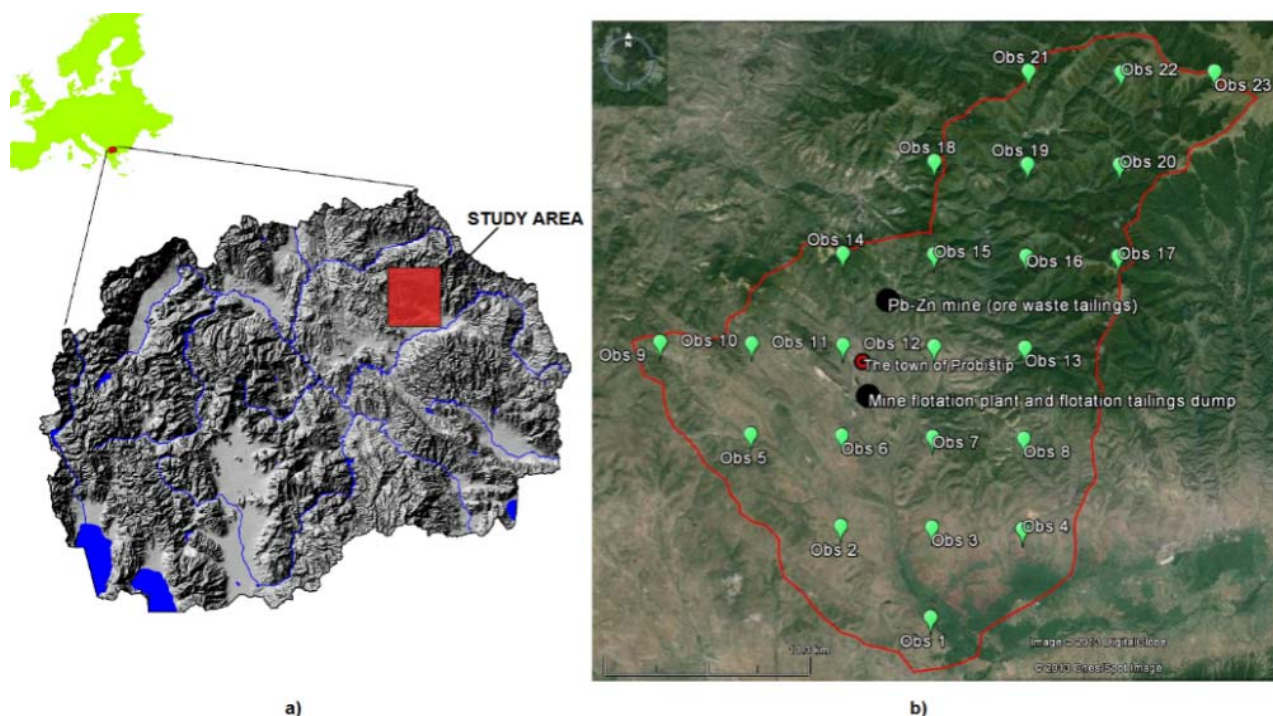 STUDY AREA
N
Obs 21
Obs 22
Obs 23
Obs 18
Obs 19
Obs 20
Obs 14
Obs 15
Obs 16
Obs 17
Pb-Zn mine (ore waste tailings)
Obs 9
Obs 10
Obs 11
Obs 12
Obs 13
The town of Probištip
Mine flotation plant and flotation tailings dump
Obs 5
Obs 6
Obs 7
Obs 8
Obs 2
Obs 3
Obs 4
Obs 1
km
Image © 2013 DigitalGlobe
© 2013 Cnes/Spot Image
a)
b)